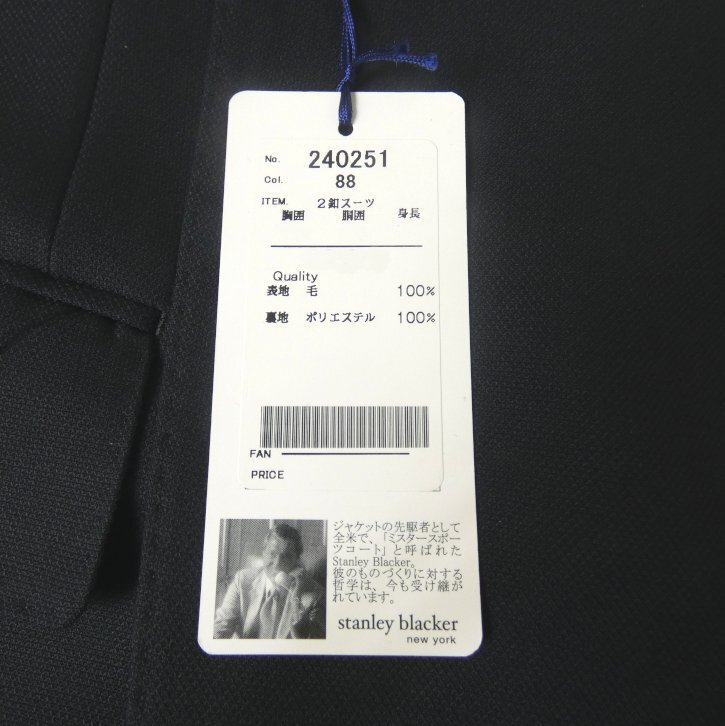 No. 240251
Col. 88
ITEM. 2釦スーツ
胸囲 胴囲 身長
Quality
表地 毛 100%
裏地 ポリエステル 100%
FAN
PRICE
ジャケットの先駆者として
全米で、「ミスタースポー
ツコート」と呼ばれた
Stanley Blacker。
彼のものづくりに対する
哲学は、今も受け継が
れています。
stanley blacker
new york